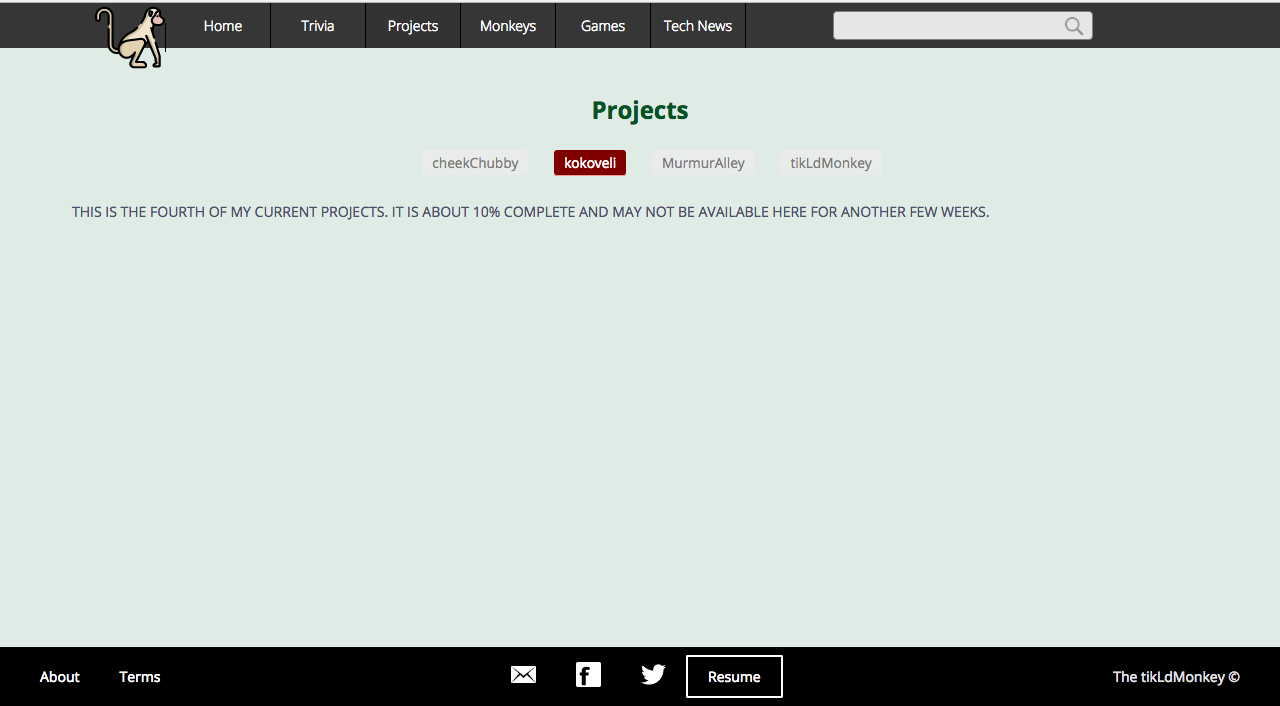 Home Trivia Projects Monkeys Games Tech News
Projects
cheekChubby kokoveli MurmurAlley tikLdMonkey
THIS IS THE FOURTH OF MY CURRENT PROJECTS. IT IS ABOUT 10% COMPLETE AND MAY NOT BE AVAILABLE HERE FOR ANOTHER FEW WEEKS.
About Terms Resume The tikLdMonkey ©